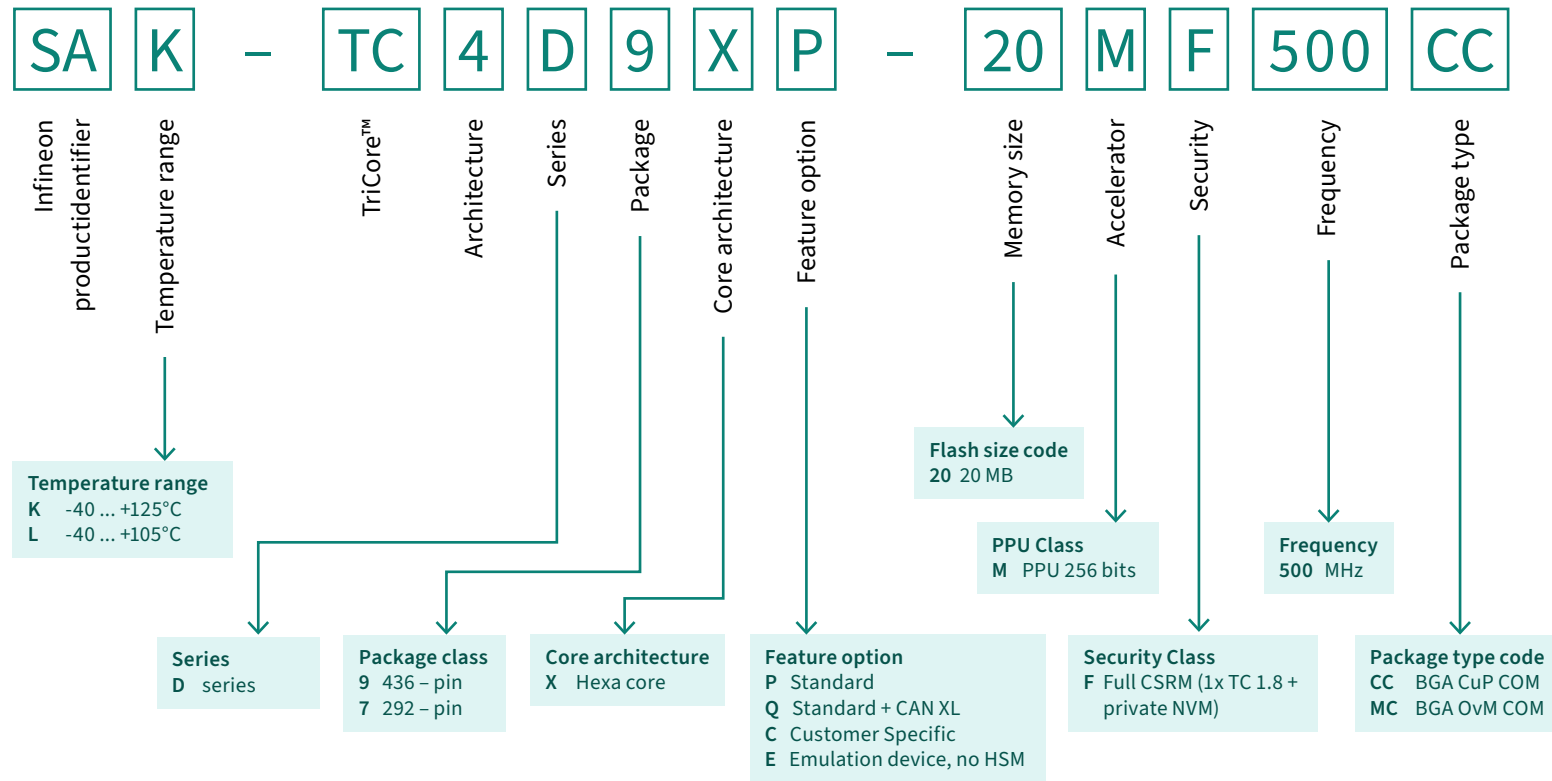 SA K – TC 4 D 9 X P – 20 M F 500 CC
Infineon
productidentifier
Temperature range
TriCore™
Architecture
Series
Package
Core architecture
Feature option
Memory size
Accelerator
Security
Frequency
Package type
Flash size code
20 20 MB
Temperature range
K -40 ... +125°C
L -40 ... +105°C
PPU Class
M PPU 256 bits
Frequency
500 MHz
Series
D series
Package class
9 436 – pin
7 292 – pin
Core architecture
X Hexa core
Feature option
P Standard
Q Standard + CAN XL
C Customer Specific
E Emulation device, no HSM
Security Class
F Full CSRM (1x TC 1.8 +
private NVM)
Package type code
CC BGA CuP COM
MC BGA OvM COM